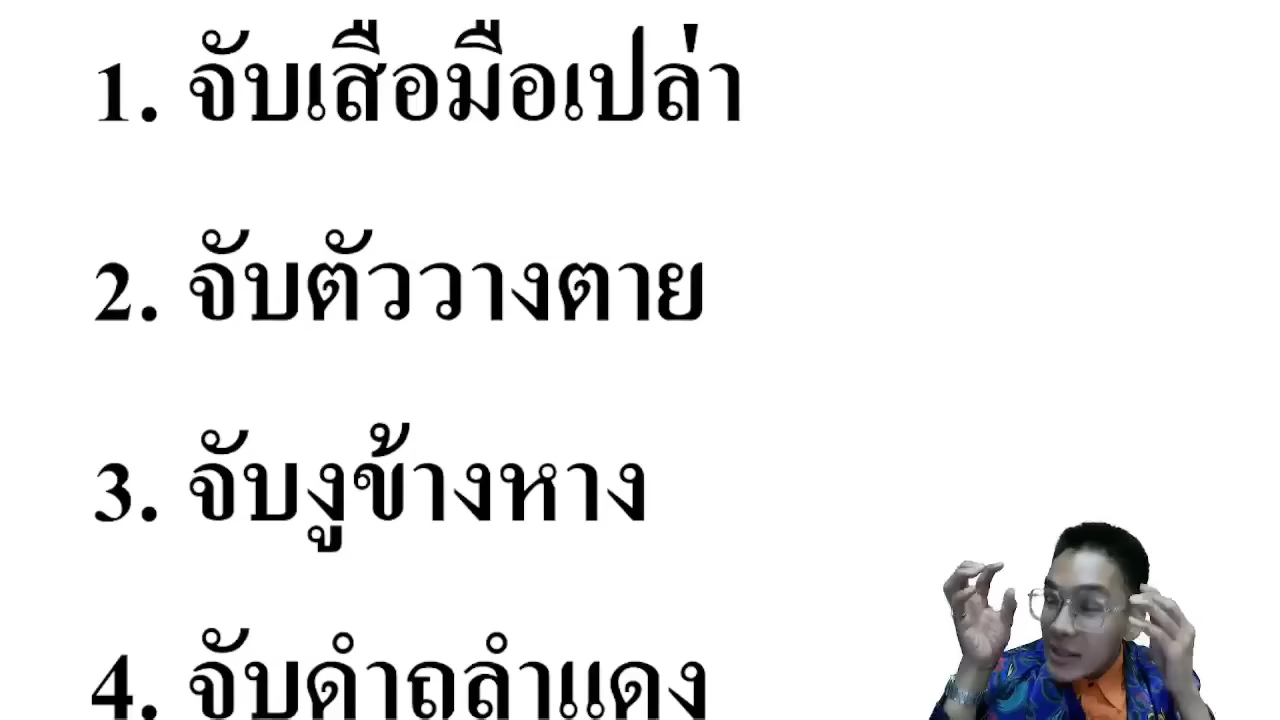 1. จับเสือมือเปล่า
2. จับตัววางตาย
3. จับงูข้างหาง
4. จับดำถลำแดง